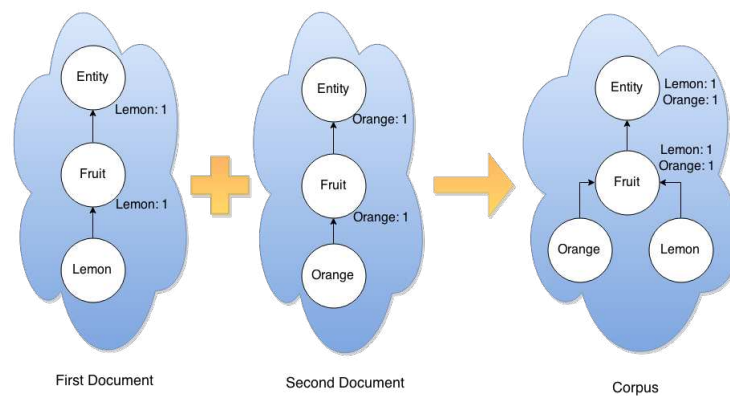 Entity
Lemon: 1
Fruit
Lemon: 1
Lemon
First Document
Entity
Orange: 1
Fruit
Orange: 1
Orange
Second Document
Entity
Lemon: 1
Orange: 1
Lemon: 1
Orange: 1
Fruit
Orange
Lemon
Corpus